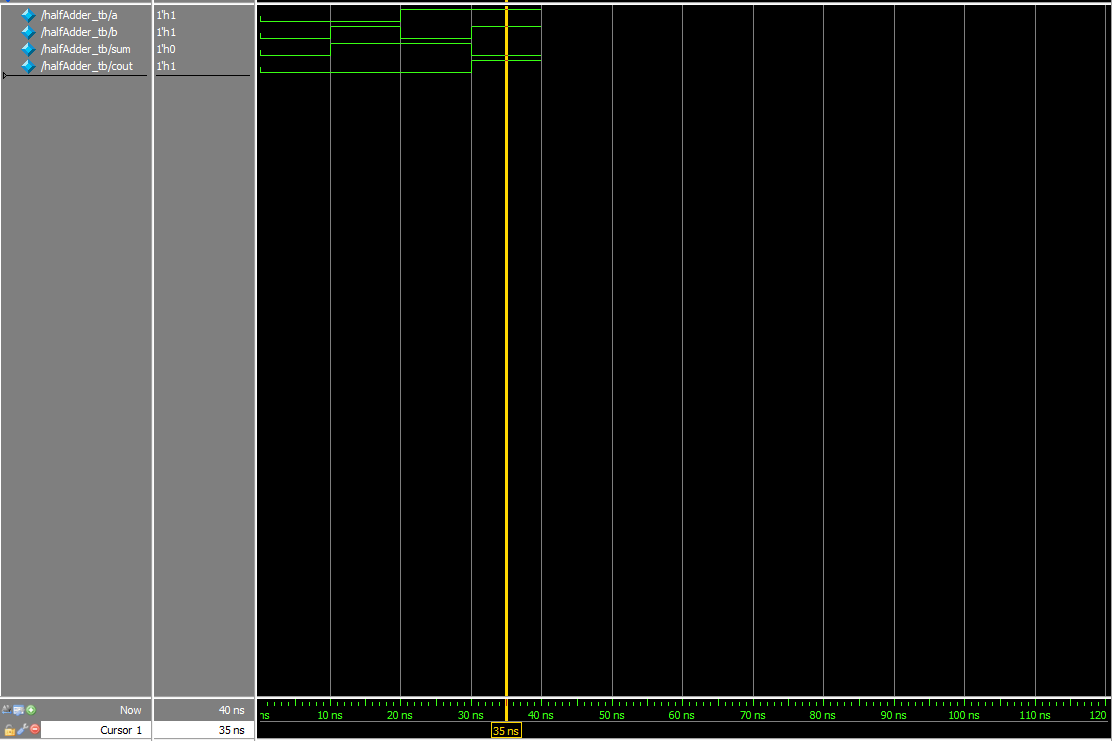 /halfAdder_tb/a 1'h1
/halfAdder_tb/b 1'h1
/halfAdder_tb/sum 1'h0
/halfAdder_tb/cout 1'h1
Now 40 ns ns 10 ns 20 ns 30 ns 40 ns 50 ns 60 ns 70 ns 80 ns 90 ns 100 ns 110 ns 120
Cursor 1 35 ns 35 ns